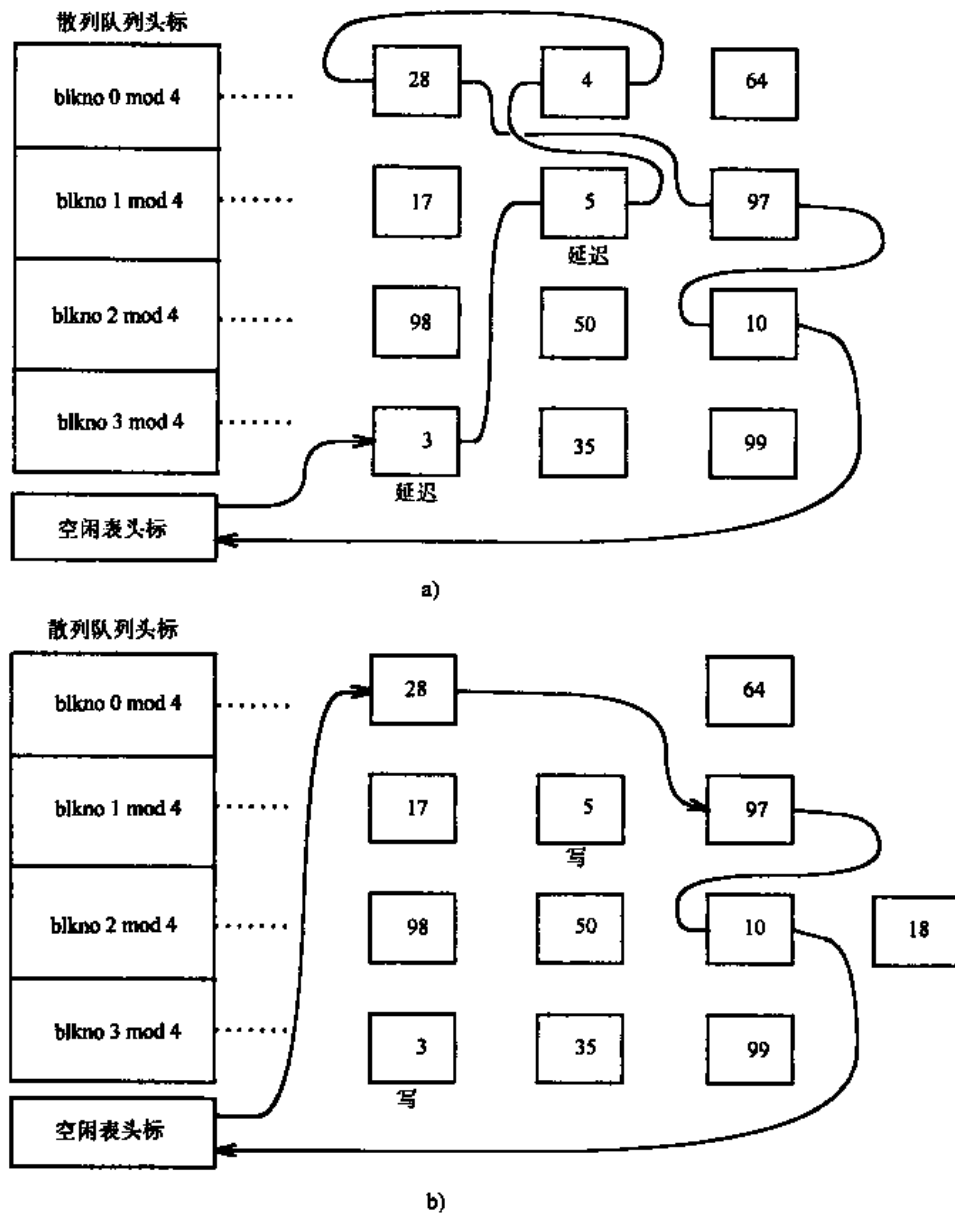 散列队列头标
blkno 0 mod 4 28 4 64
blkno 1 mod 4 17 5 97
延迟
blkno 2 mod 4 98 50 10
blkno 3 mod 4 3 35 99
延迟
空闲表头标
a)
散列队列头标
blkno 0 mod 4 28 64
blkno 1 mod 4 17 5 97
写
blkno 2 mod 4 98 50 10 18
blkno 3 mod 4 3 35 99
写
空闲表头标
b)